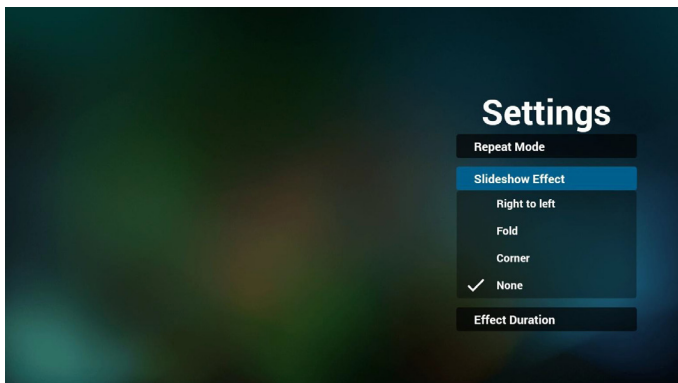 Settings
Repeat Mode
Slideshow Effect
Right to left
Fold
Corner
None
Effect Duration